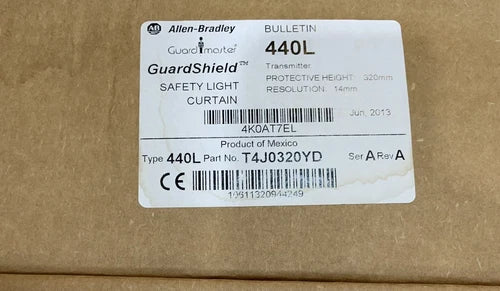 AB Allen-Bradley
BULLETIN
Guardmaster
440L
GuardShield™
Transmitter
SAFETY LIGHT
CURTAIN
PROTECTIVE HEIGHT: 320mm
RESOLUTION: 14mm
Jun, 2013
4K0AT7EL
Product of Mexico
Type 440L Part No. T4J0320YD Ser A Rev A
CE
10611320944249